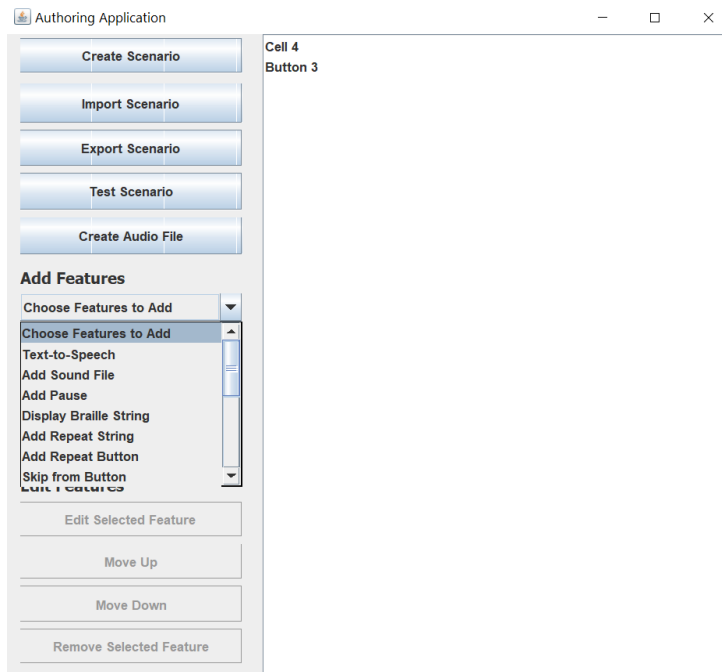 Authoring Application
Create Scenario
Import Scenario
Export Scenario
Test Scenario
Create Audio File
Add Features
Choose Features to Add
Choose Features to Add
Text-to-Speech
Add Sound File
Add Pause
Display Braille String
Add Repeat String
Add Repeat Button
Skip from Button
Edit Features
Edit Selected Feature
Move Up
Move Down
Remove Selected Feature
Cell 4
Button 3